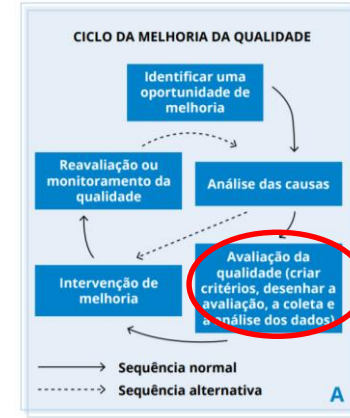 CICLO DA MELHORIA DA QUALIDADE
Identificar uma
oportunidade de
melhoria
Reavaliação ou
monitoramento da
qualidade
Análise das causas
Intervenção de
melhoria
Avaliação da
qualidade (criar
critérios, desenhar a
avaliação, a coleta e
a análise dos dados)
Sequência normal
Sequência alternativa
A